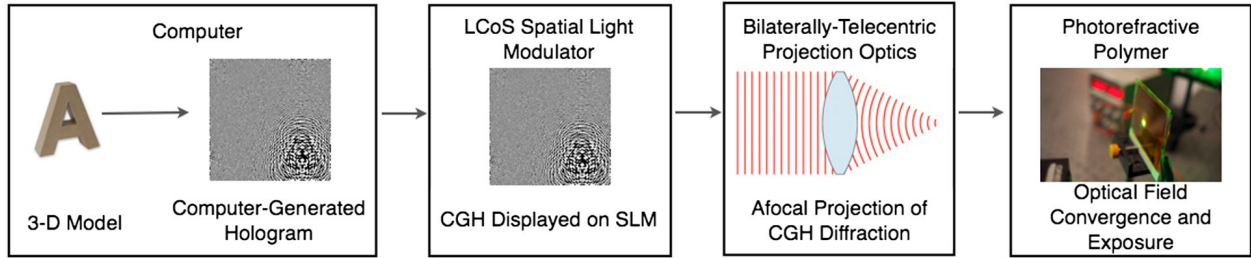 Computer
3-D Model
Computer-Generated
Hologram
LCoS Spatial Light
Modulator
CGH Displayed on SLM
Bilaterally-Telecentric
Projection Optics
Afocal Projection of
CGH Diffraction
Photorefractive
Polymer
Optical Field
Convergence and
Exposure